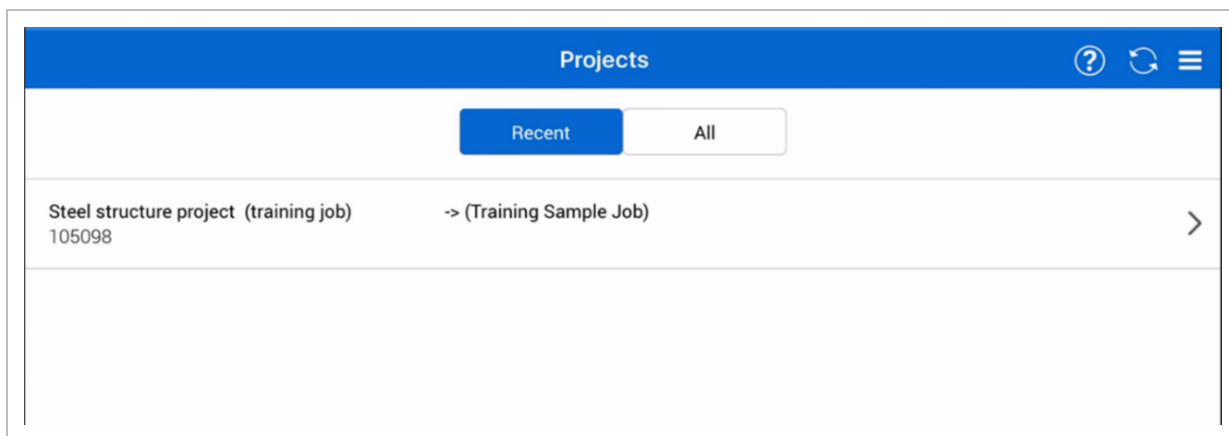 Projects
?
Recent All
Steel structure project (training job) -> (Training Sample Job)
105098